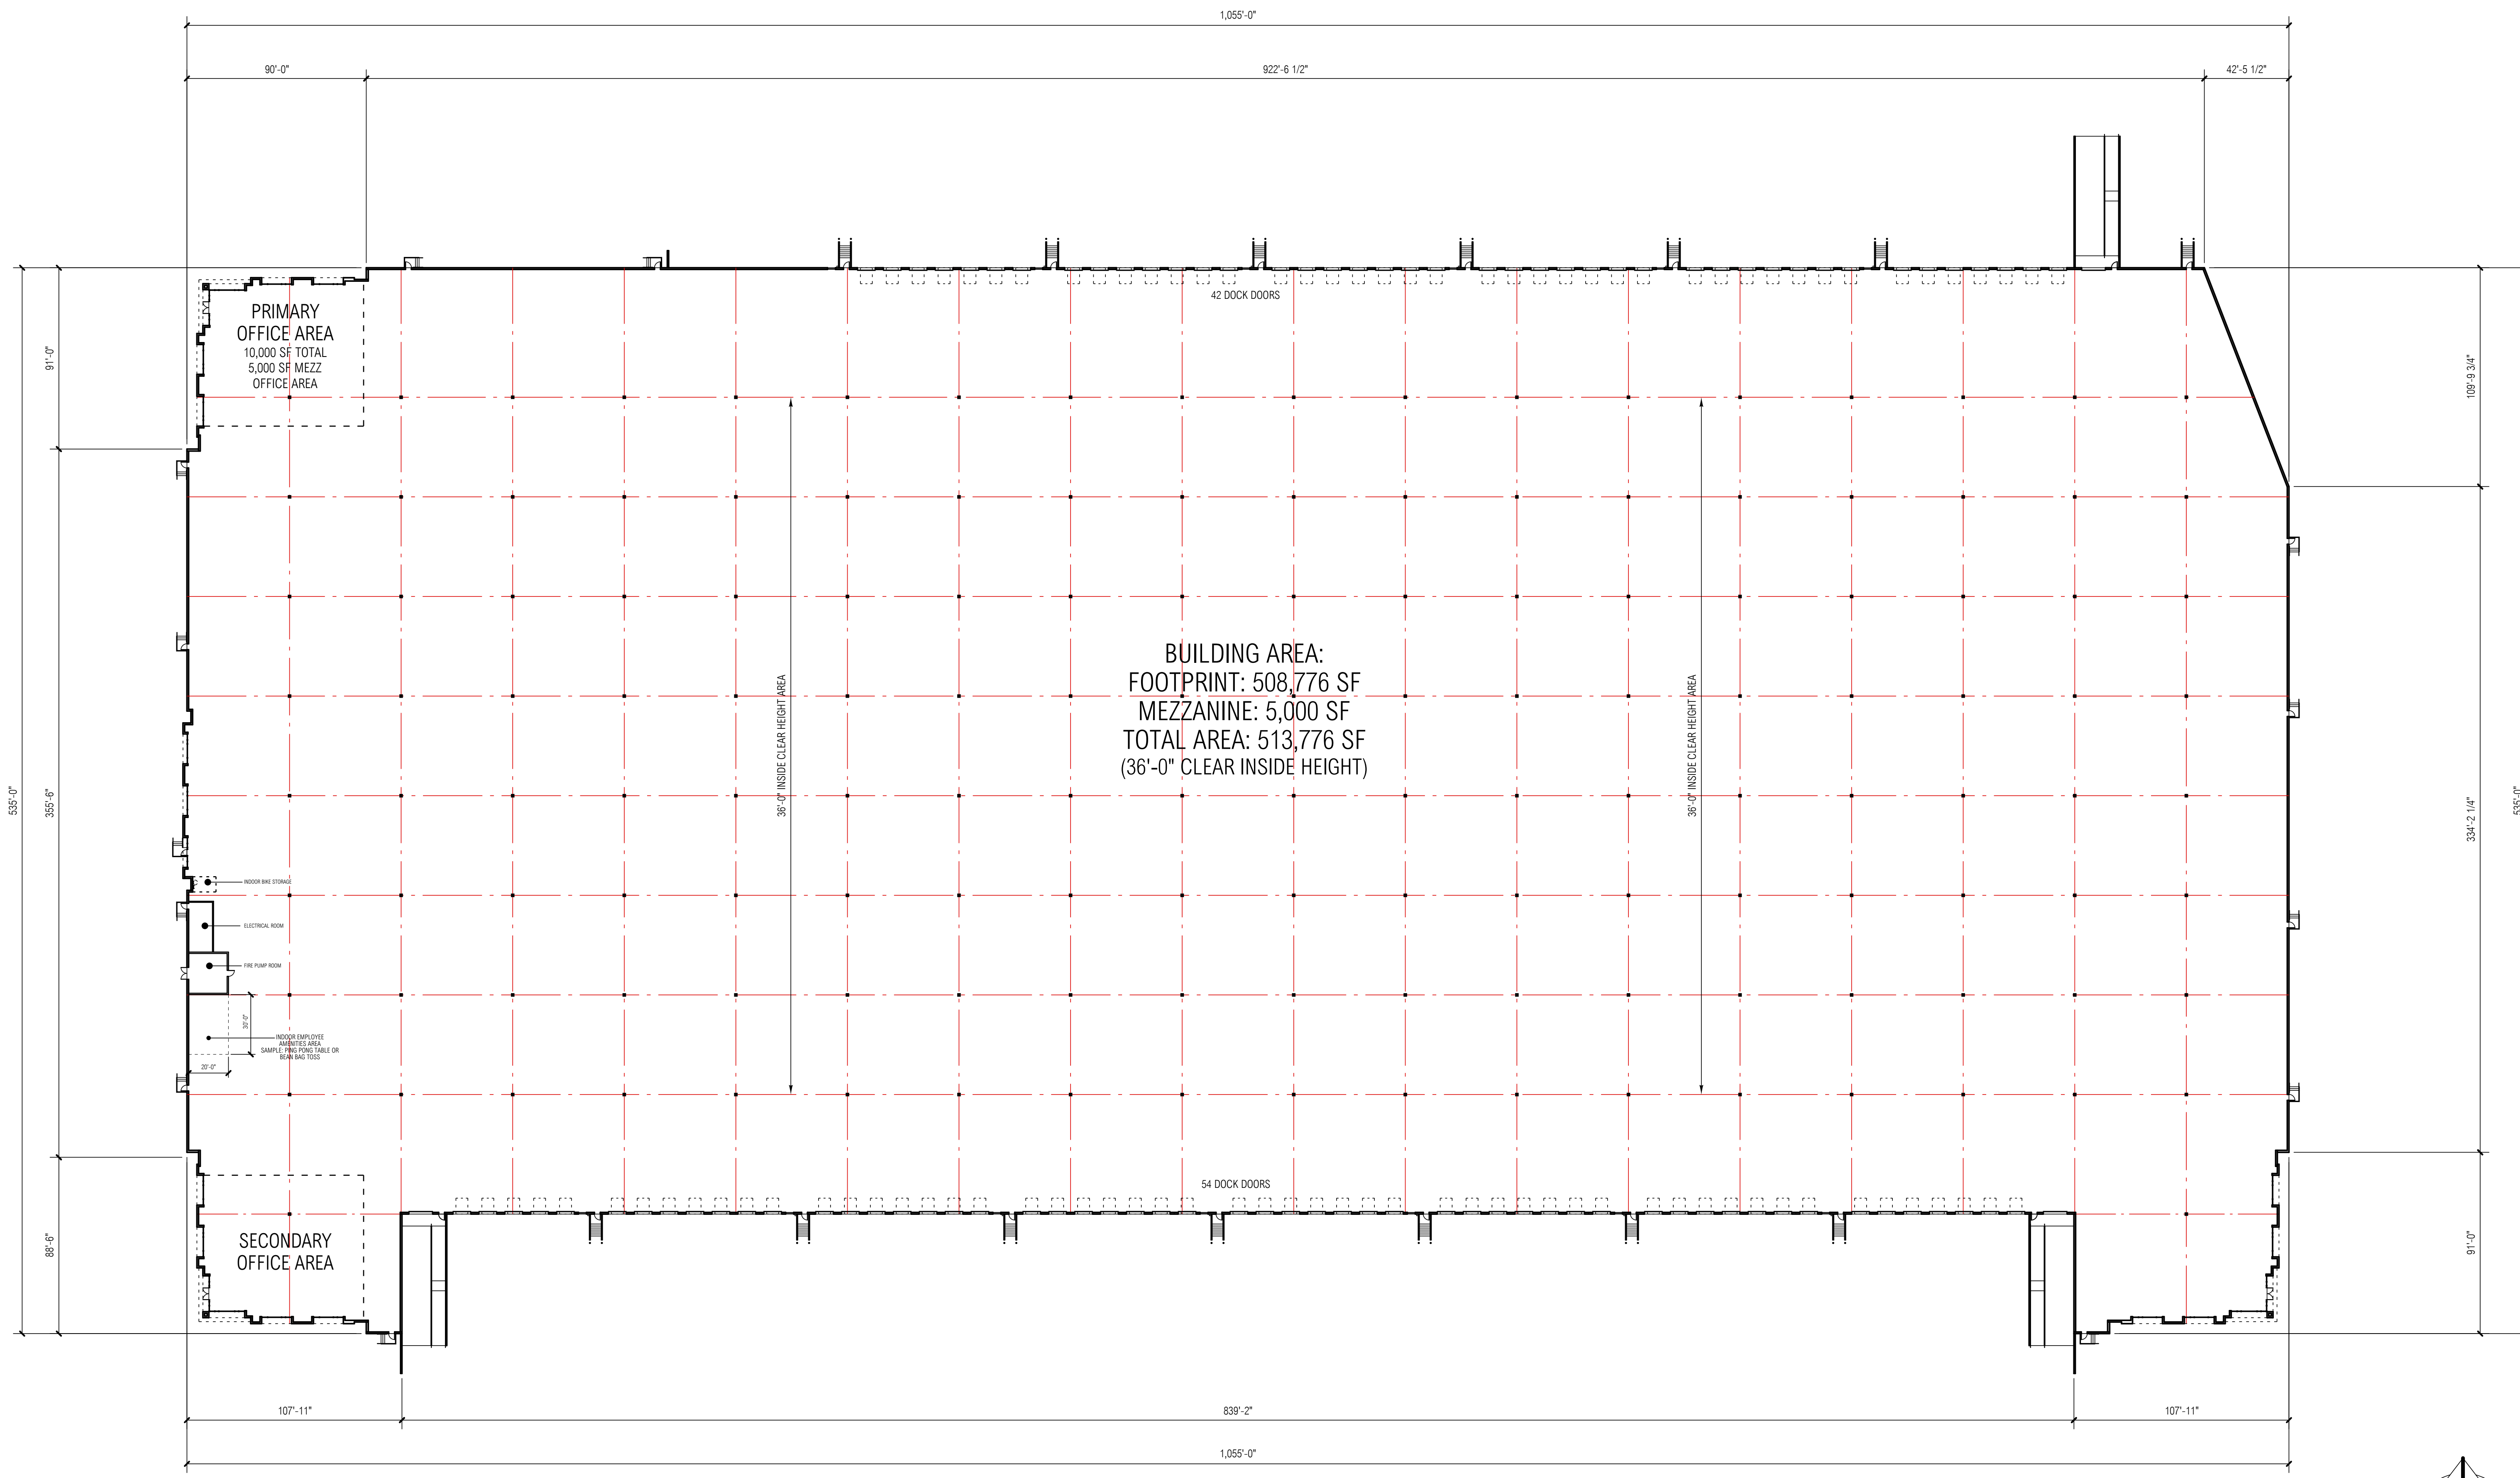 1,055'-0"
90'-0"
922'-6 1/2"
42'-5 1/2"
42 DOCK DOORS
PRIMARY
OFFICE AREA
10,000 SF TOTAL
5,000 SF MEZZ
OFFICE AREA
91'-0"
109'-9 3/4"
BUILDING AREA:
FOOTPRINT: 508,776 SF
MEZZANINE: 5,000 SF
TOTAL AREA: 513,776 SF
(36'-0" CLEAR INSIDE HEIGHT)
36'-0" INSIDE CLEAR HEIGHT AREA
36'-0" INSIDE CLEAR HEIGHT AREA
535'-0"
355'-6"
334'-2 1/4"
535'-0"
INDOOR BIKE STORAGE
ELECTRICAL ROOM
FIRE PUMP ROOM
30'-0"
INDOOR EMPLOYEE
AMENITIES AREA
SAMPLE: PING PONG TABLE OR
BEAN BAG TOSS
20'-0"
54 DOCK DOORS
SECONDARY
OFFICE AREA
88'-6"
91'-0"
107'-11"
839'-2"
107'-11"
1,055'-0"